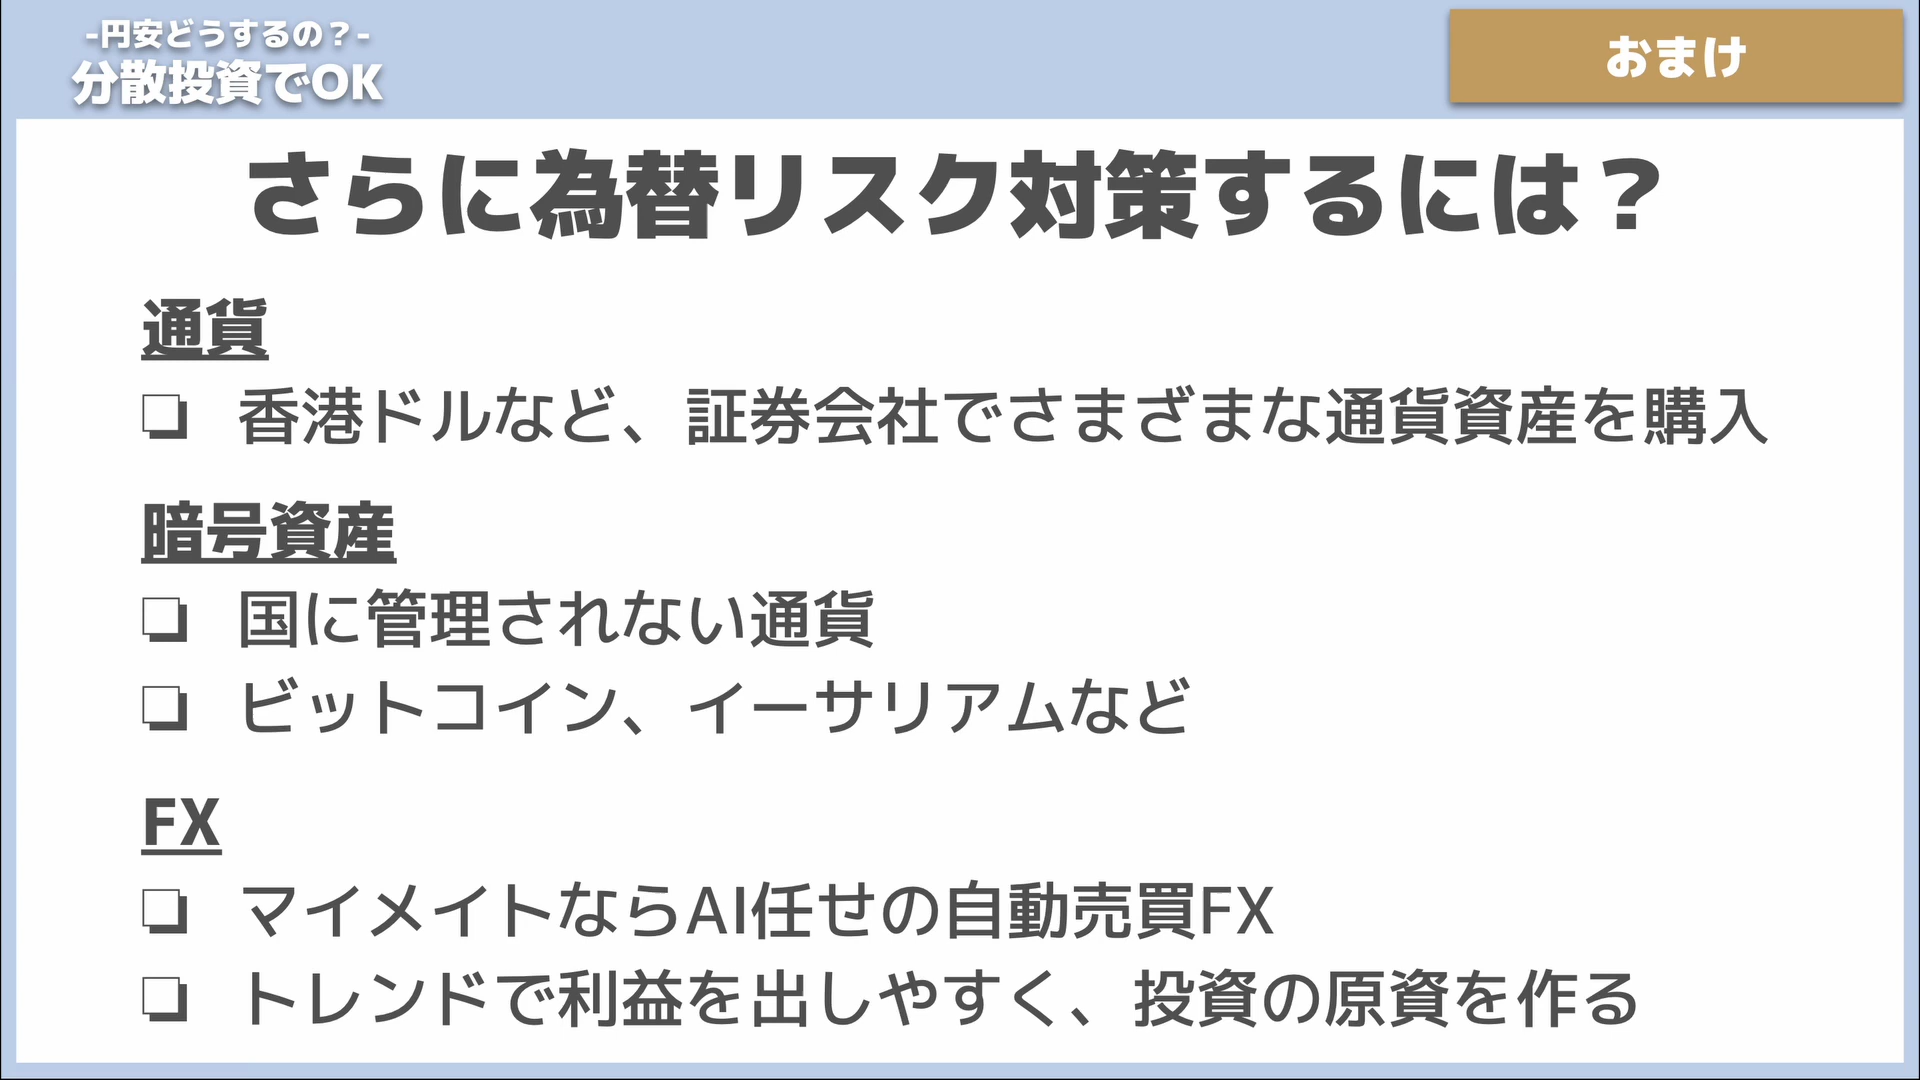 -円安どうするの？-
分散投資でOK
おまけ
さらに為替リスク対策するには？
通貨
❏ 香港ドルなど、証券会社でさまざまな通貨資産を購入
暗号資産
❏ 国に管理されない通貨
❏ ビットコイン、イーサリアムなど
FX
❏ マイメイトならAI任せの自動売買FX
❏ トレンドで利益を出しやすく、投資の原資を作る